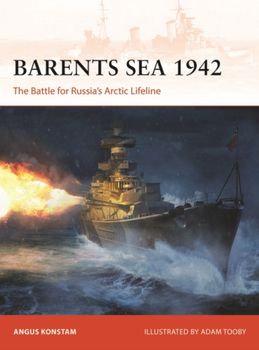 BARENTS SEA 1942
The Battle for Russia's Arctic Lifeline
ANGUS KONSTAM
ILLUSTRATED BY ADAM TOOBY